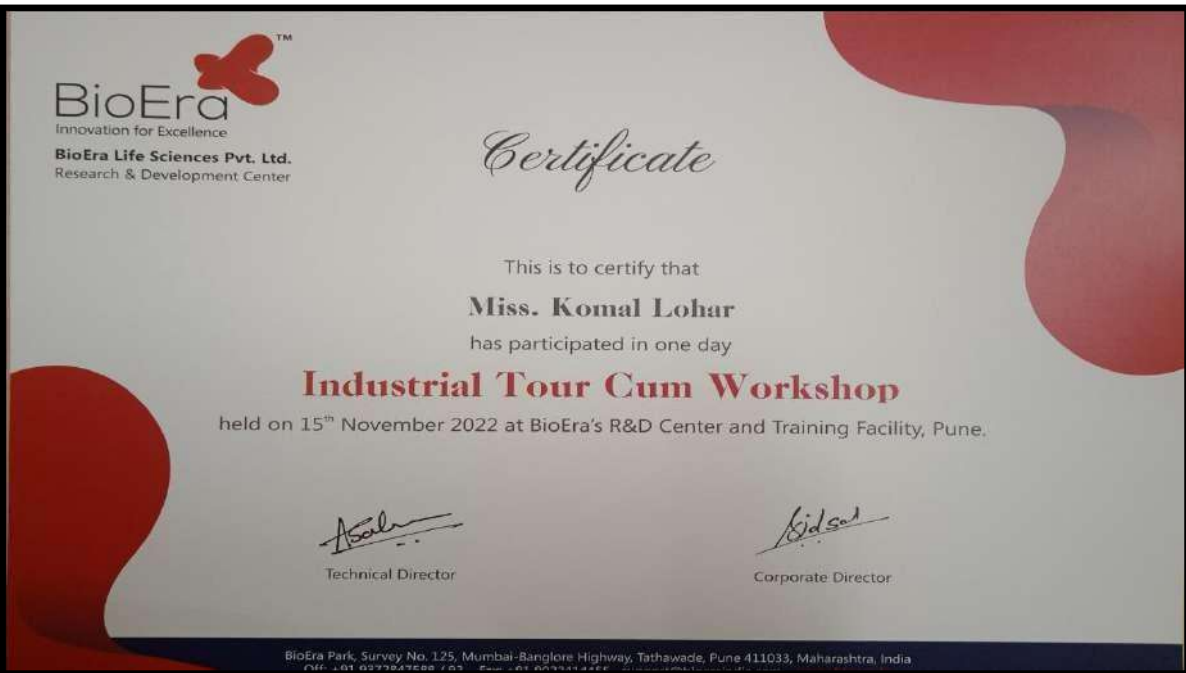 TM
BioEra
Innovation for Excellence
BioEra Life Sciences Pvt. Ltd.
Research & Development Center
Certificate
This is to certify that
Miss. Komal Lohar
has participated in one day
Industrial Tour Cum Workshop
held on 15th November 2022 at BioEra's R&D Center and Training Facility, Pune.
Technical Director
Corporate Director
BioEra Park, Survey No. 125, Mumbai-Banglore Highway, Tathawade, Pune 411033, Maharashtra, India